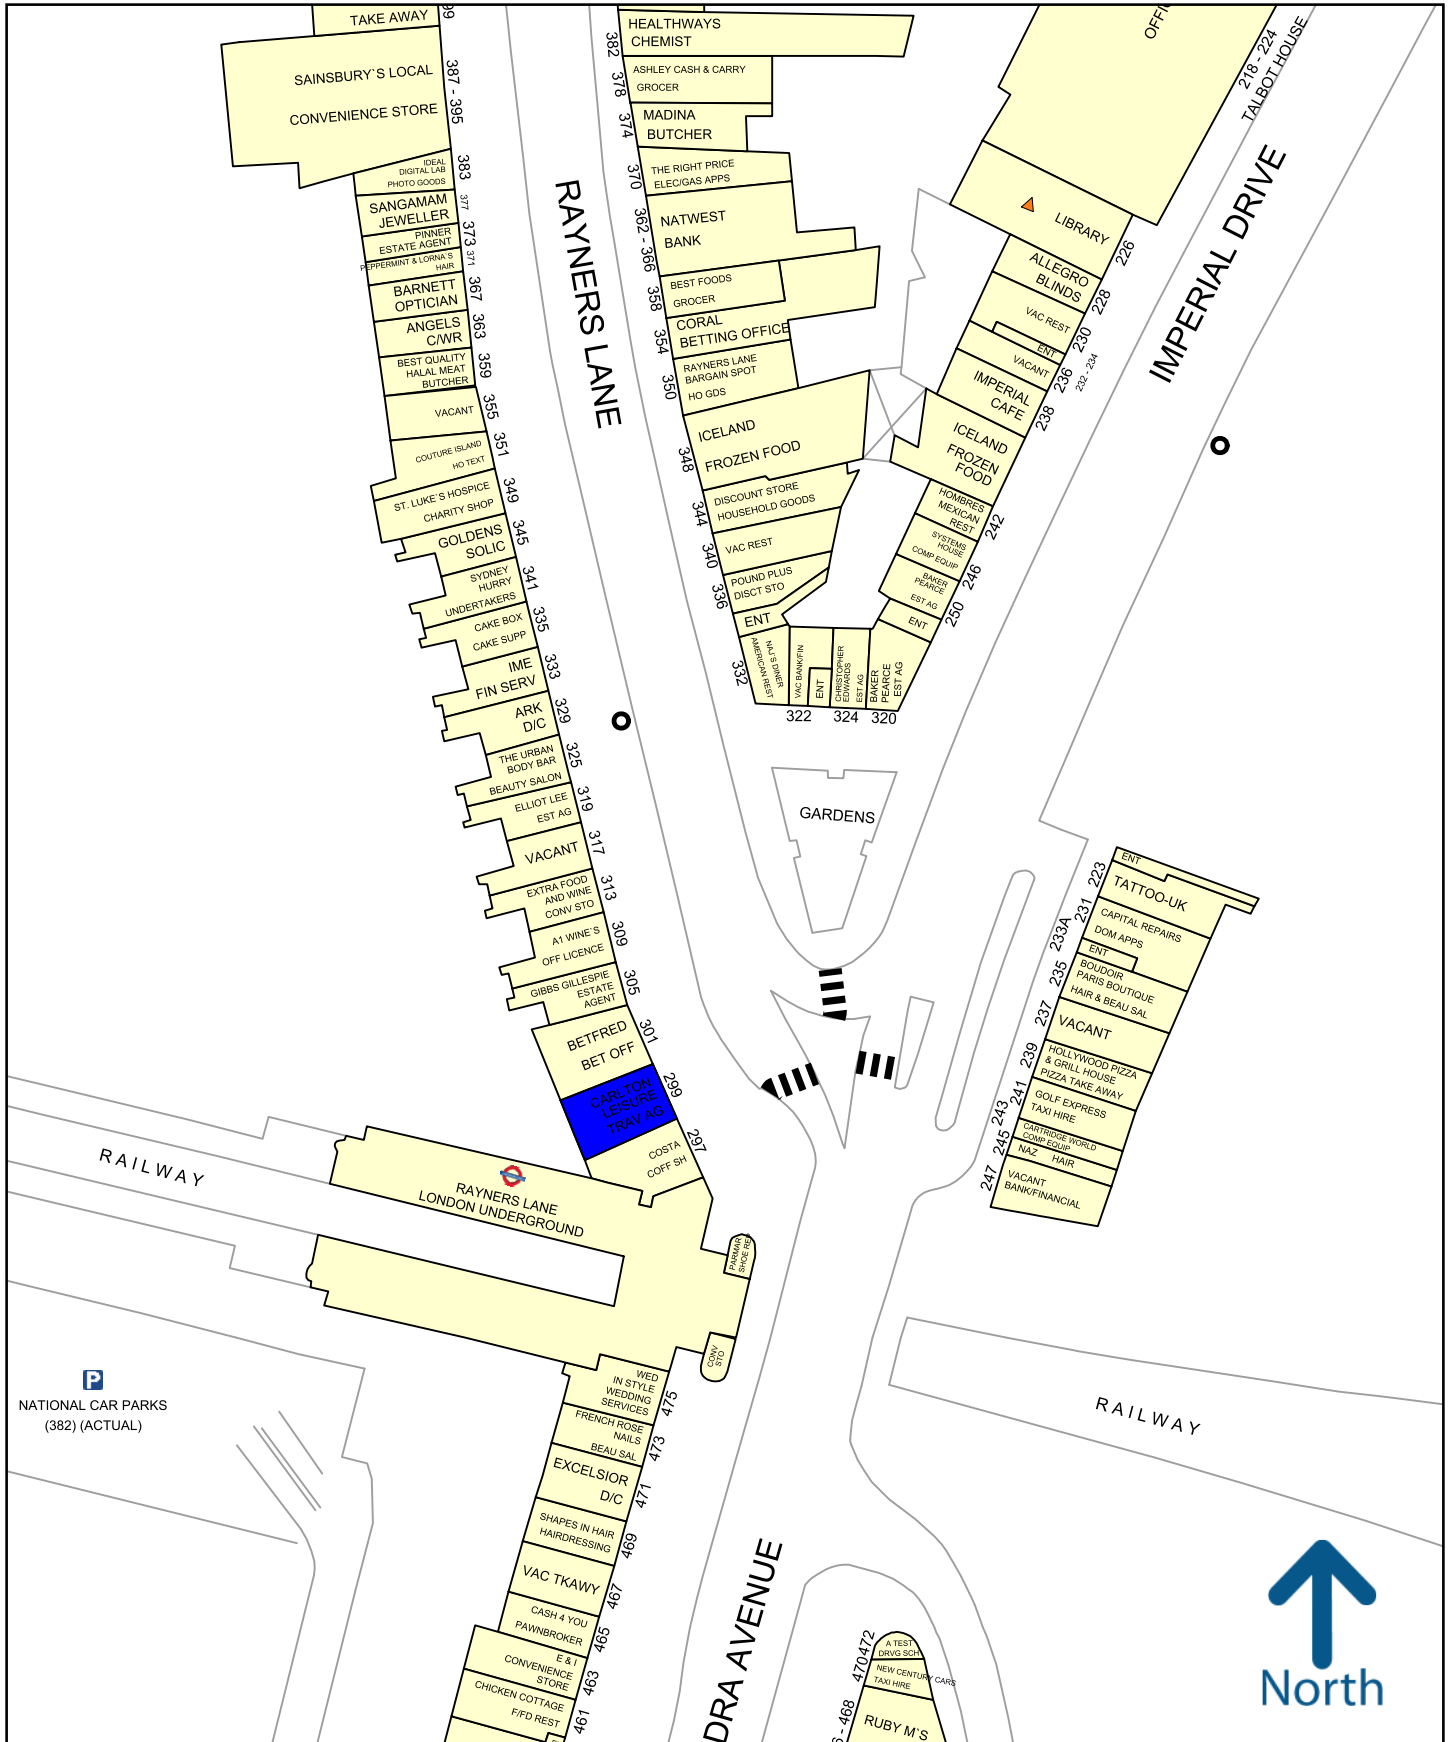 TAKE AWAY
99
SAINSBURY`S LOCAL
CONVENIENCE STORE
387 - 395
IDEAL
DIGITAL LAB
PHOTO GOODS
383
SANGAMAM
JEWELLER
377
PINNER
ESTATE AGENT
373
PEPPERMINT & LORNA`S
HAIR
371
BARNETT
OPTICIAN
367
ANGELS
C/WR
363
BEST QUALITY
HALAL MEAT
BUTCHER
359
VACANT
355
COUTURE ISLAND
HO TEXT
351
ST. LUKE`S HOSPICE
CHARITY SHOP
349
GOLDENS
SOLIC
345
SYDNEY
HURRY
UNDERTAKERS
341
CAKE BOX
CAKE SUPP
335
IME
FIN SERV
333
ARK
D/C
329
THE URBAN
BODY BAR
BEAUTY SALON
325
ELLIOT LEE
EST AG
319
VACANT
317
EXTRA FOOD
AND WINE
CONV STO
313
A1 WINE`S
OFF LICENCE
309
GIBBS GILLESPIE
ESTATE
AGENT
305
BETFRED
BET OFF
301
CARLTON
LEISURE
TRAV AG
299
COSTA
COFF SH
297
RAYNERS LANE
HEALTHWAYS
CHEMIST
382
ASHLEY CASH & CARRY
GROCER
378
MADINA
BUTCHER
374
THE RIGHT PRICE
ELEC/GAS APPS
370
NATWEST
BANK
362 - 366
BEST FOODS
GROCER
358
CORAL
BETTING OFFICE
354
RAYNERS LANE
BARGAIN SPOT
HO GDS
350
ICELAND
FROZEN FOOD
348
DISCOUNT STORE
HOUSEHOLD GOODS
344
VAC REST
340
POUND PLUS
DISCT STO
336
ENT
NAJ`S DINER
AMERICAN REST
332
VAC BANK/FIN
ENT
322
CHRISTOPHER
EDWARDS
EST AG
324
BAKER
PEARCE
EST AG
320
218 - 224
TALBOT HOUSE
LIBRARY
226
ALLEGRO
BLINDS
228
VAC REST
230
ENT
232 - 234
VACANT
236
IMPERIAL
CAFE
238
ICELAND
FROZEN
FOOD
HOMBRES
MEXICAN
REST
242
SYSTEMS
HOUSE
COMP EQUIP
246
BAKER
PEARCE
EST AG
250
ENT
IMPERIAL DRIVE
GARDENS
ENT
223
TATTOO-UK
231
CAPITAL REPAIRS
DOM APPS
233A
ENT
BOUDOIR
PARIS BOUTIQUE
HAIR & BEAU SAL
235
VACANT
237
HOLLYWOOD PIZZA
& GRILL HOUSE
PIZZA TAKE AWAY
239
GOLF EXPRESS
TAXI HIRE
241
CARTRIDGE WORLD
COMP EQUIP
243
NAZ HAIR
245
VACANT
BANK/FINANCIAL
247
RAILWAY
RAYNERS LANE
LONDON UNDERGROUND
PARMAR
CONV
STO
P
NATIONAL CAR PARKS
(382) (ACTUAL)
WED
IN STYLE
WEDDING
SERVICES
475
FRENCH ROSE
NAILS
BEAU SAL
473
EXCELSIOR
D/C
471
SHAPES IN HAIR
HAIRDRESSING
469
VAC TKAWY
467
CASH 4 YOU
PAWNBROKER
465
E & I
CONVENIENCE
STORE
463
CHICKEN COTTAGE
F/FD REST
461
DRA AVENUE
RAILWAY
A TEST
DRVG SCH
472
NEW CENTURY CARS
TAXI HIRE
470
RUBY M`S
- 468
North